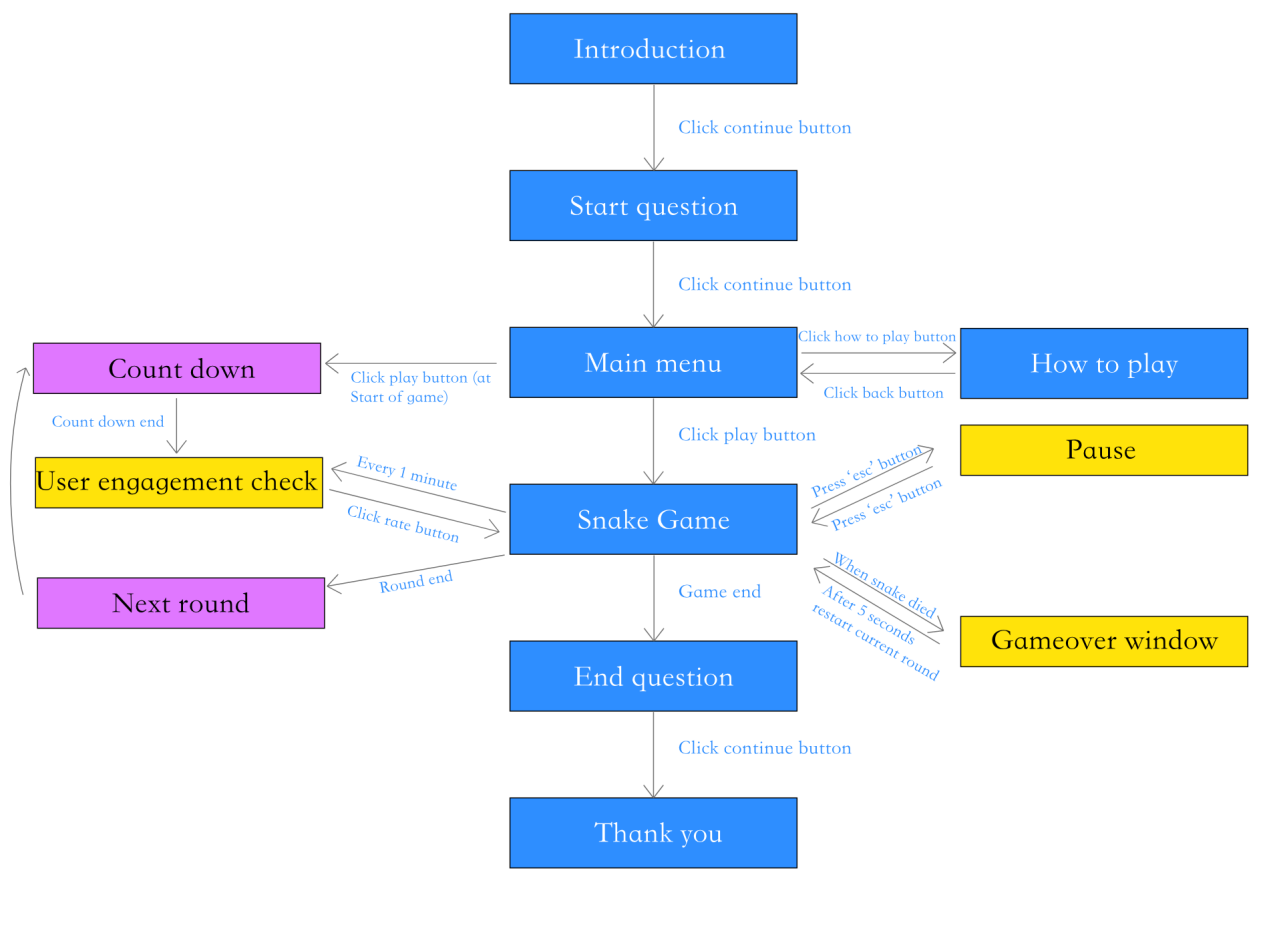 Introduction
Click continue button
Start question
Click continue button
Main menu
Click how to play button
Click back button
How to play
Count down
Click play button (at
Start of game)
Count down end
Click play button
User engagement check
Every 1 minute
Click rate button
Snake Game
Press ‘esc’ button
Press ‘esc’ button
Pause
Round end
Next round
Game end
When snake died
After 5 seconds
restart current round
Gameover window
End question
Click continue button
Thank you